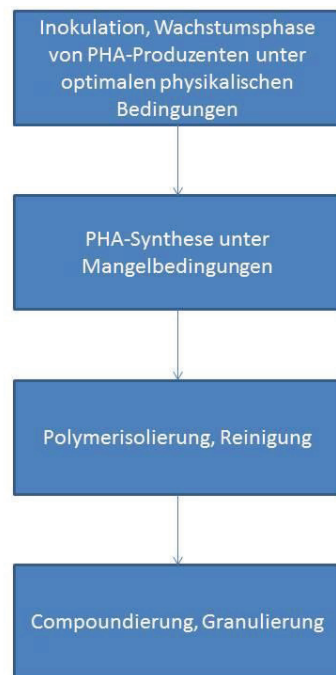 Inokulation, Wachstumsphase
von PHA-Produzenten unter
optimalen physikalischen
Bedingungen
PHA-Synthese unter
Mangelbedingungen
Polymerisolierung, Reinigung
Compoundierung, Granulierung